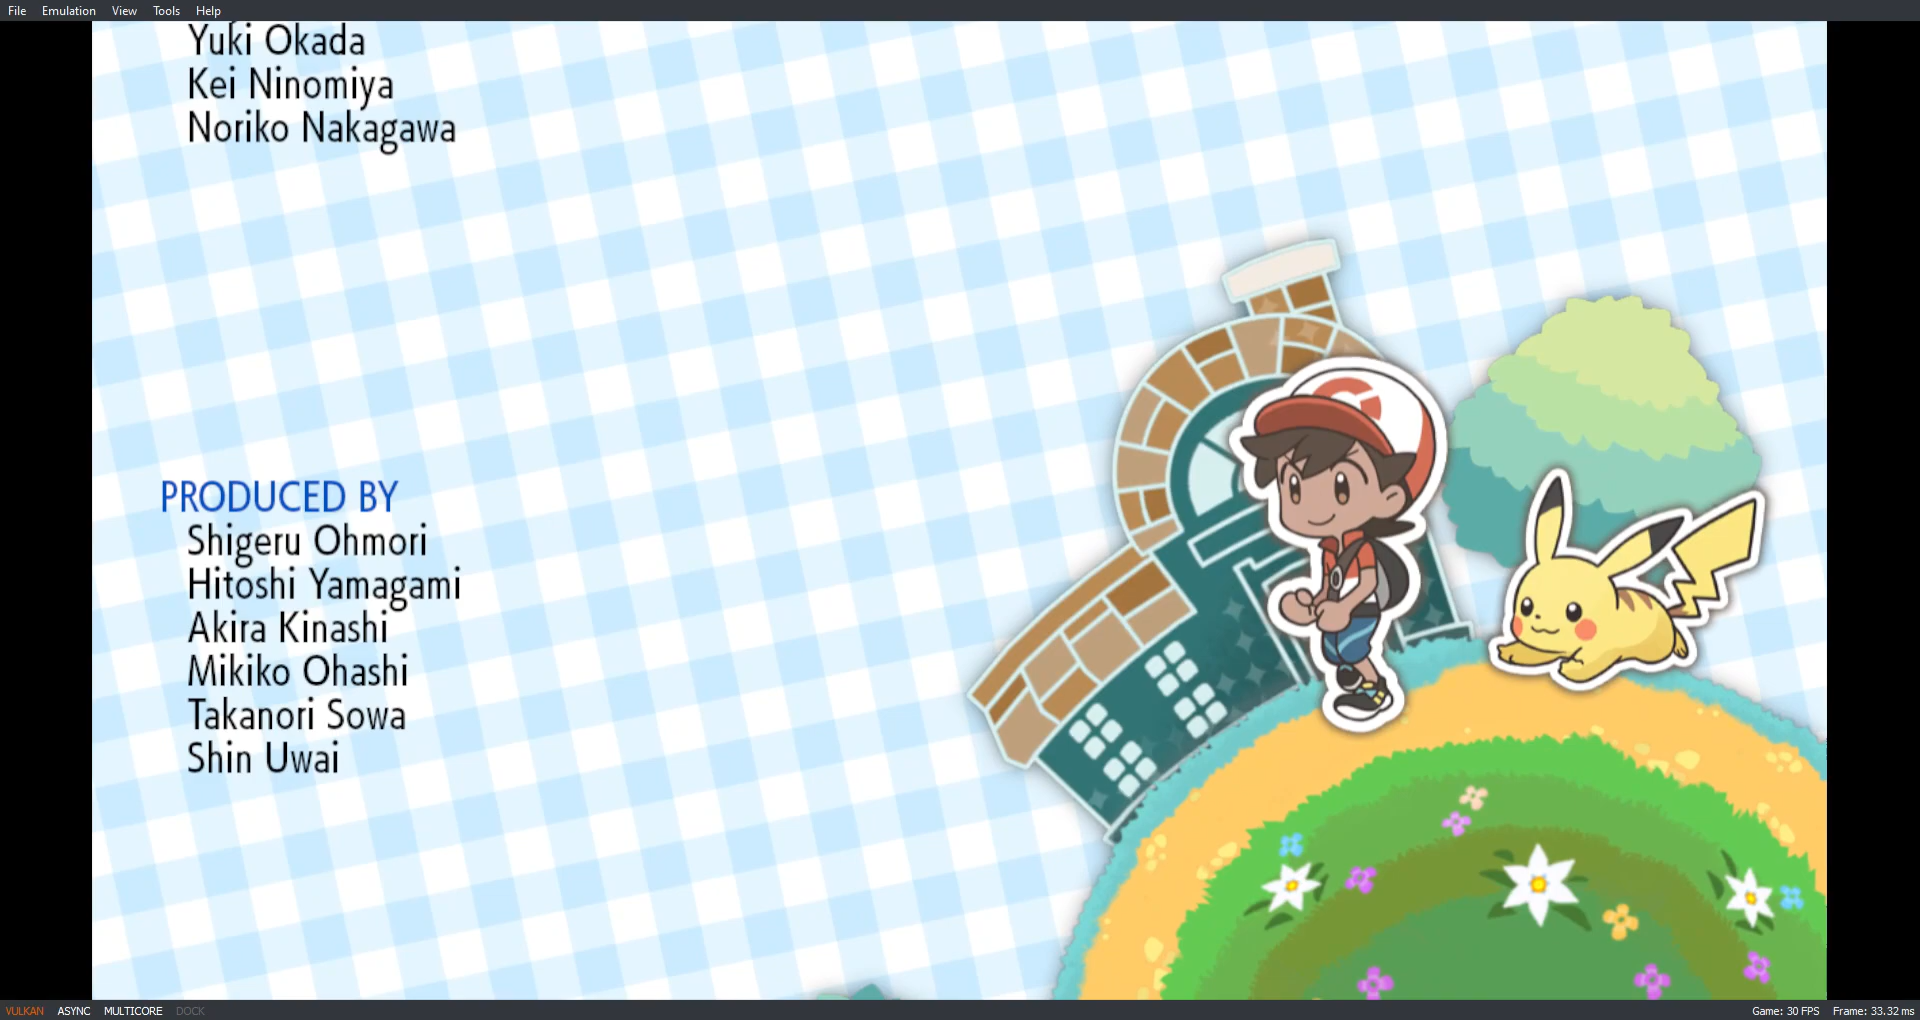 File Emulation View Tools Help
Yuki Okada
Kei Ninomiya
Noriko Nakagawa
PRODUCED BY
Shigeru Ohmori
Hitoshi Yamagami
Akira Kinashi
Mikiko Ohashi
Takanori Sowa
Shin Uwai
VULKAN ASYNC MULTICORE DOCK Game: 30 FPS Frame: 33.32 ms